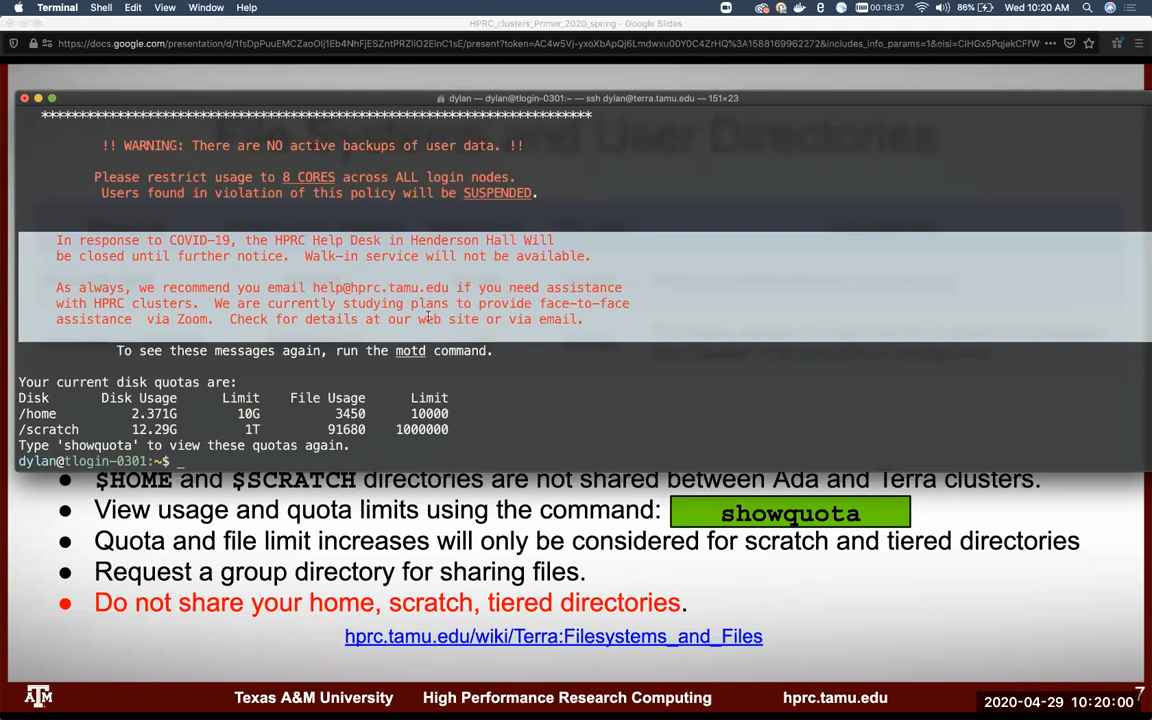 Terminal Shell Edit View Window Help 00:18:37 86% Wed 10:20 AM
HPRC_clusters_Primer_2020_spring - Google Slides
dylan — dylan@tlogin-0301:~ — ssh dylan@terra.tamu.edu — 151×23
File Systems and User Directories
**********************************************************************
!! WARNING: There are NO active backups of user data. !!
Please restrict usage to 8 CORES across ALL login nodes.
Users found in violation of this policy will be SUSPENDED.
In response to COVID-19, the HPRC Help Desk in Henderson Hall Will
be closed until further notice. Walk-in service will not be available.
As always, we recommend you email help@hprc.tamu.edu if you need assistance
with HPRC clusters. We are currently studying plans to provide face-to-face
assistance via Zoom. Check for details at our web site or via email.
To see these messages again, run the motd command.
Your current disk quotas are:
Disk Disk Usage Limit File Usage Limit
/home 2.371G 10G 3450 10000
/scratch 12.29G 1T 91680 1000000
Type 'showquota' to view these quotas again.
dylan@tlogin-0301:~$ _
● $HOME and $SCRATCH directories are not shared between Ada and Terra clusters.
● View usage and quota limits using the command: showquota
● Quota and file limit increases will only be considered for scratch and tiered directories
● Request a group directory for sharing files.
● Do not share your home, scratch, tiered directories.
hprc.tamu.edu/wiki/Terra:Filesystems_and_Files
Texas A&M University High Performance Research Computing hprc.tamu.edu 7
2020-04-29 10:20:00